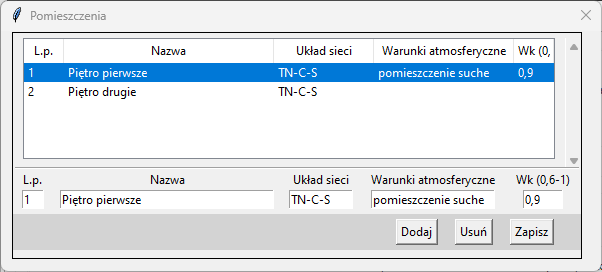 Pomieszczenia
L.p. Nazwa Układ sieci Warunki atmosferyczne Wk (0,
1 Piętro pierwsze TN-C-S pomieszczenie suche 0,9
2 Piętro drugie TN-C-S
L.p. Nazwa Układ sieci Warunki atmosferyczne Wk (0,6-1)
1 Piętro pierwsze TN-C-S pomieszczenie suche 0,9
Dodaj Usuń Zapisz